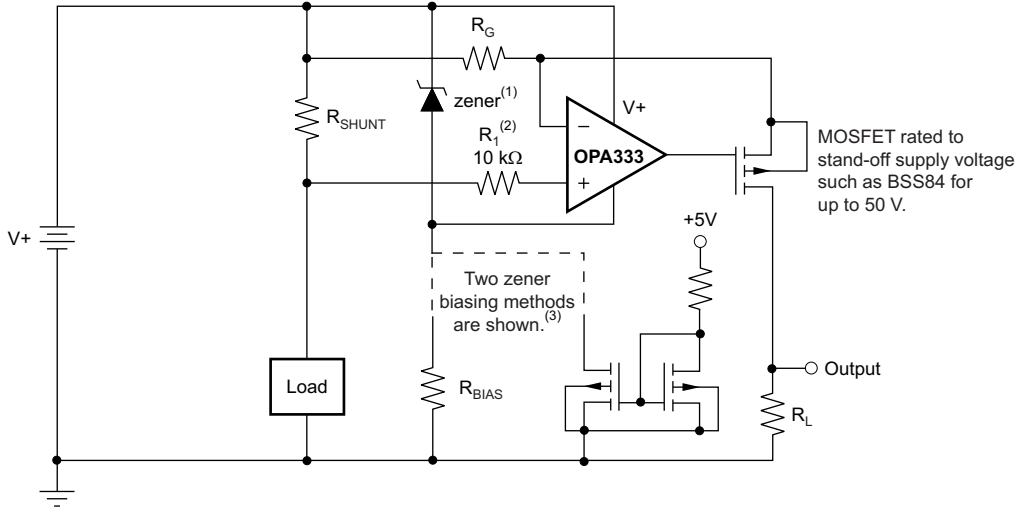 R_G
zener(1)
V+
R_SHUNT
R_1(2)
10 kΩ
OPA333
MOSFET rated to
stand-off supply voltage
such as BSS84 for
up to 50 V.
+5V
V+
Two zener
biasing methods
are shown.(3)
Load
R_BIAS
Output
R_L